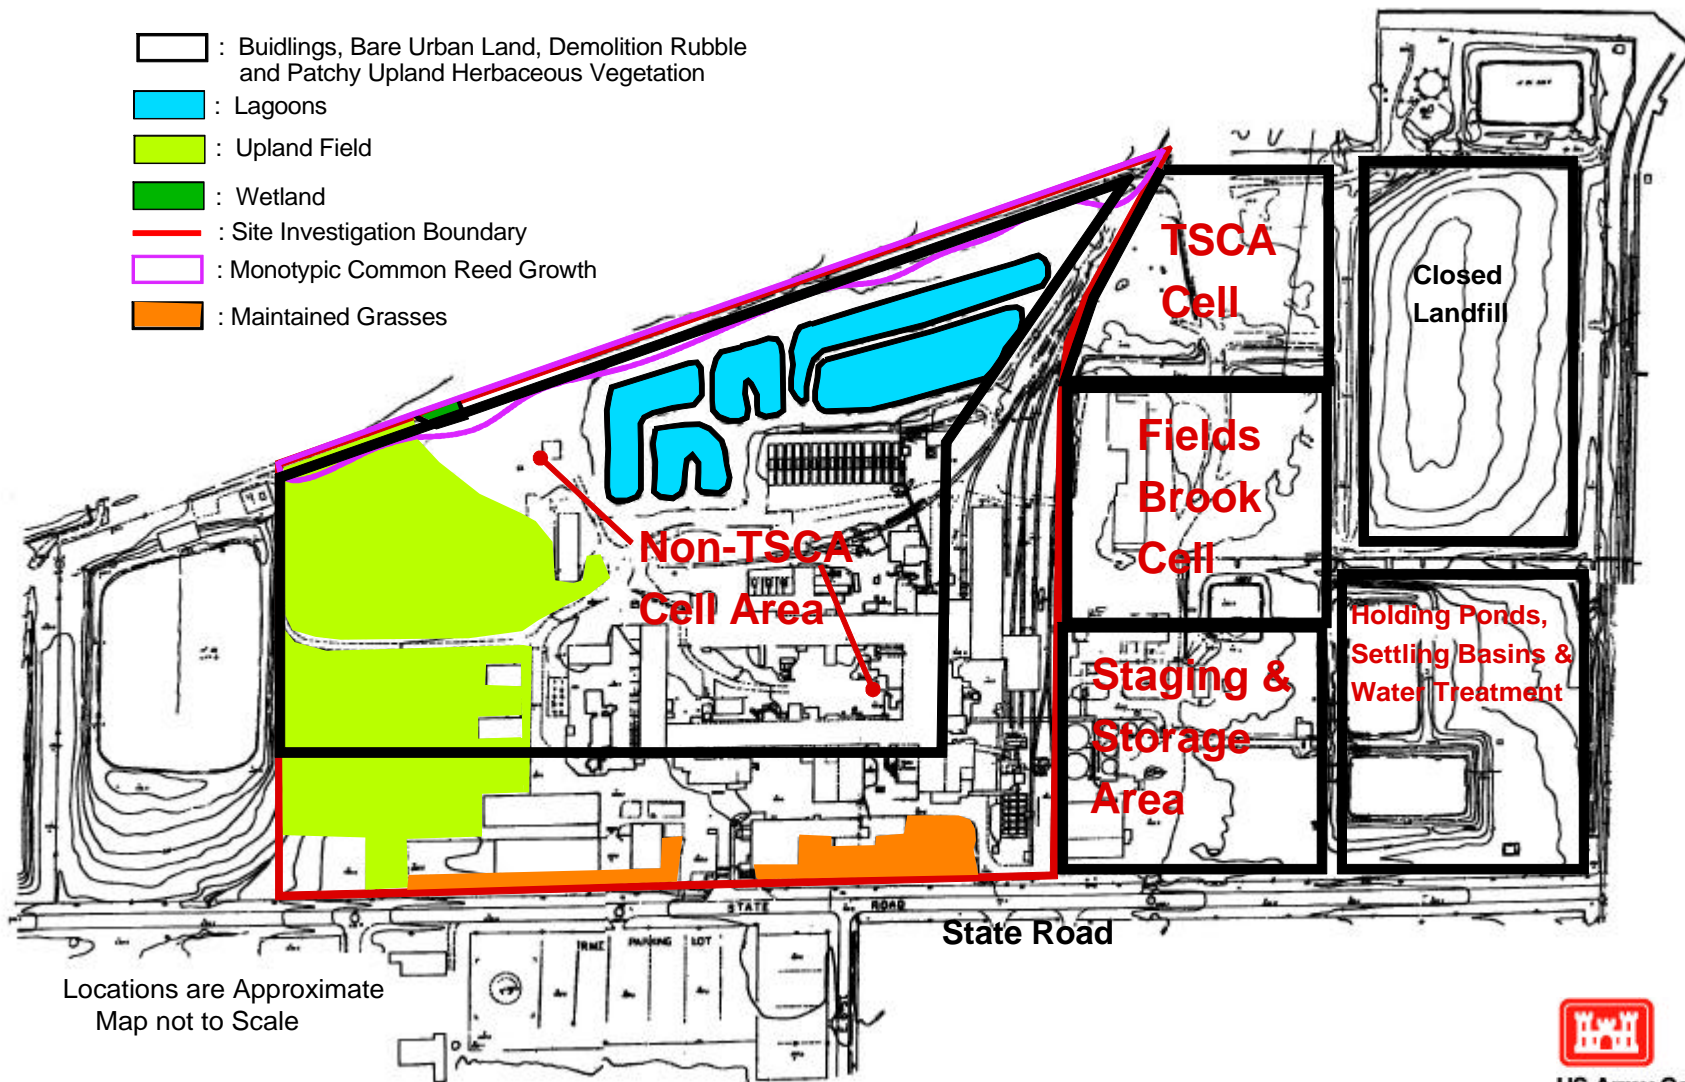 : Buidlings, Bare Urban Land, Demolition Rubble
and Patchy Upland Herbaceous Vegetation
: Lagoons
: Upland Field
: Wetland
: Site Investigation Boundary
: Monotypic Common Reed Growth
: Maintained Grasses
TSCA
Cell
Closed
Landfill
Fields
Brook
Cell
Non-TSCA
Cell Area
Holding Ponds,
Settling Basins &
Water Treatment
Staging &
Storage
Area
STATE ROAD
State Road
PARKING LOT
Locations are Approximate
Map not to Scale